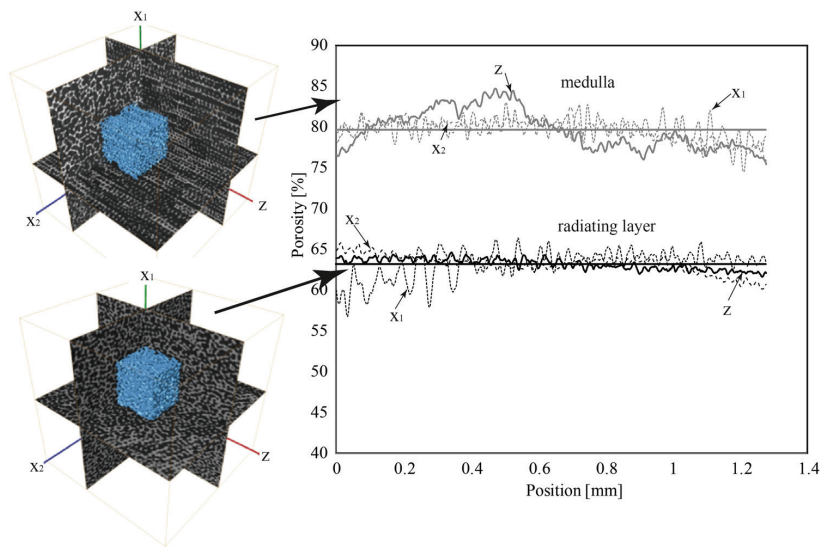 X1
X2
Z
X1
X2
Z
90
85
80
75
70
65
60
55
50
45
40
Porosity [%]
Z
medulla
X1
X2
radiating layer
X2
X1
Z
0
0.2
0.4
0.6
0.8
1
1.2
1.4
Position [mm]